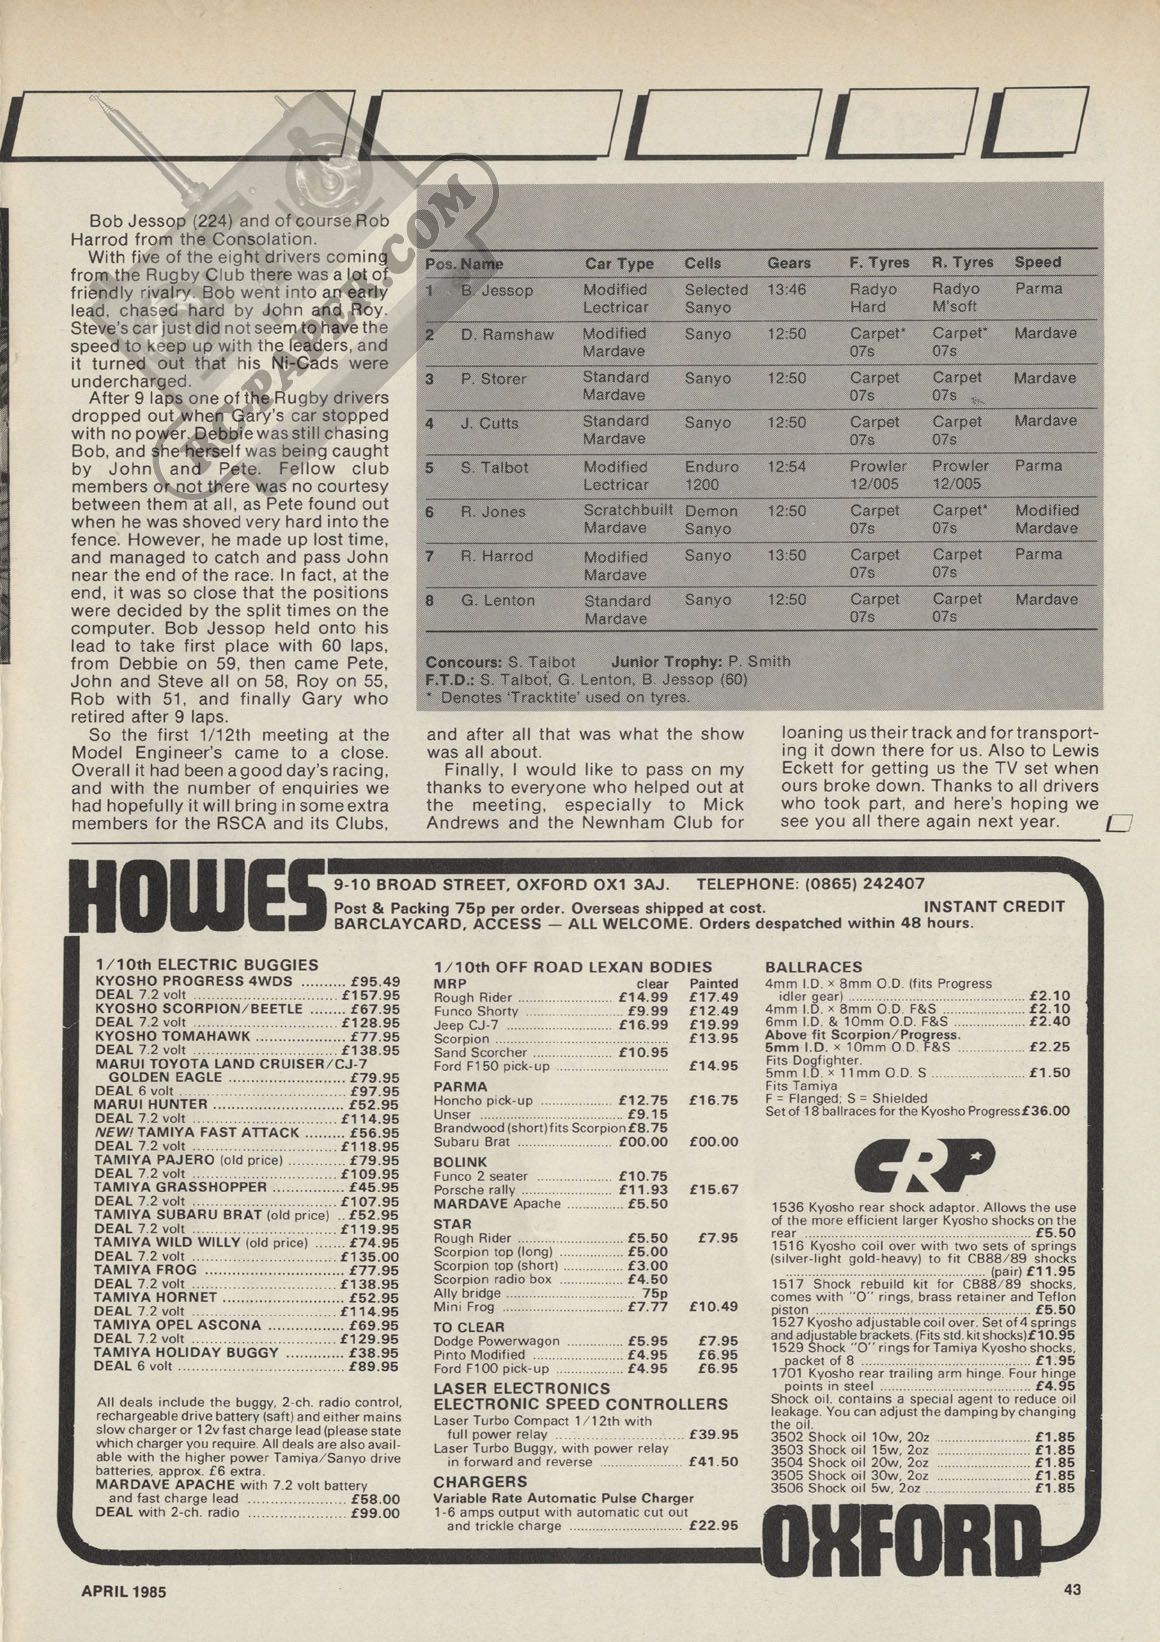 Bob Jessop (224) and of course Rob
Harrod from the Consolation.
With five of the eight drivers coming
from the Rugby Club there was a lot of
friendly rivalry. Bob went into an early
lead, chased hard by John and Roy.
Steve's car just did not seem to have the
speed to keep up with the leaders, and
it turned out that his Ni-Cads were
undercharged.
After 9 laps one of the Rugby drivers
dropped out when Gary's car stopped
with no power. Debbie was still chasing
Bob, and she herself was being caught
by John and Pete. Fellow club
members or not there was no courtesy
between them at all, as Pete found out
when he was shoved very hard into the
fence. However, he made up lost time,
and managed to catch and pass John
near the end of the race. In fact, at the
end, it was so close that the positions
were decided by the split times on the
computer. Bob Jessop held onto his
lead to take first place with 60 laps,
from Debbie on 59, then came Pete,
John and Steve all on 58, Roy on 55,
Rob with 51, and finally Gary who
retired after 9 laps.
So the first 1/12th meeting at the
Model Engineer's came to a close.
Overall it had been a good day's racing,
and with the number of enquiries we
had hopefully it will bring in some extra
members for the RSCA and its Clubs,
RCPAPER.COM
Pos. Name Car Type Cells Gears F. Tyres R. Tyres Speed
1 B. Jessop Modified Selected 13:46 Radyo Radyo Parma
Lectricar Sanyo Hard M'soft
2 D. Ramshaw Modified Sanyo 12:50 Carpet* Carpet* Mardave
Mardave 07s 07s
3 P. Storer Standard Sanyo 12:50 Carpet Carpet Mardave
Mardave 07s 07s
4 J. Cutts Standard Sanyo 12:50 Carpet Carpet Mardave
Mardave 07s 07s
5 S. Talbot Modified Enduro 12:54 Prowler Prowler Parma
Lectricar 1200 12/005 12/005
6 R. Jones Scratchbuilt Demon 12:50 Carpet Carpet* Modified
Mardave Sanyo 07s 07s Mardave
7 R. Harrod Modified Sanyo 13:50 Carpet Carpet Parma
Mardave 07s 07s
8 G. Lenton Standard Sanyo 12:50 Carpet Carpet Mardave
Mardave 07s 07s
Concours: S. Talbot Junior Trophy: P. Smith
F.T.D.: S. Talbot, G. Lenton, B. Jessop (60)
* Denotes 'Tracktite' used on tyres.
and after all that was what the show
was all about.
Finally, I would like to pass on my
thanks to everyone who helped out at
the meeting, especially to Mick
Andrews and the Newnham Club for
loaning us their track and for transport-
ing it down there for us. Also to Lewis
Eckett for getting us the TV set when
ours broke down. Thanks to all drivers
who took part, and here's hoping we
see you all there again next year.
HOWES
9-10 BROAD STREET, OXFORD OX1 3AJ. TELEPHONE: (0865) 242407
Post & Packing 75p per order. Overseas shipped at cost. INSTANT CREDIT
BARCLAYCARD, ACCESS — ALL WELCOME. Orders despatched within 48 hours.
1/10th ELECTRIC BUGGIES
KYOSHO PROGRESS 4WDS ......... £95.49
DEAL 7.2 volt ......... £157.95
KYOSHO SCORPION/BEETLE ......... £67.95
DEAL 7.2 volt ......... £128.95
KYOSHO TOMAHAWK ......... £77.95
DEAL 7.2 volt ......... £138.95
MARUI TOYOTA LAND CRUISER/CJ-7
GOLDEN EAGLE ......... £79.95
DEAL 6 volt ......... £97.95
MARUI HUNTER ......... £52.95
DEAL 7.2 volt ......... £114.95
NEW! TAMIYA FAST ATTACK ......... £56.95
DEAL 7.2 volt ......... £118.95
TAMIYA PAJERO (old price) ......... £79.95
DEAL 7.2 volt ......... £109.95
TAMIYA GRASSHOPPER ......... £45.95
DEAL 7.2 volt ......... £107.95
TAMIYA SUBARU BRAT (old price) .. £52.95
DEAL 7.2 volt ......... £119.95
TAMIYA WILD WILLY (old price) ....... £74.95
DEAL 7.2 volt ......... £135.00
TAMIYA FROG ......... £77.95
DEAL 7.2 volt ......... £138.95
TAMIYA HORNET ......... £52.95
DEAL 7.2 volt ......... £114.95
TAMIYA OPEL ASCONA ......... £69.95
DEAL 7.2 volt ......... £129.95
TAMIYA HOLIDAY BUGGY ......... £38.95
DEAL 6 volt ......... £89.95
All deals include the buggy, 2-ch. radio control,
rechargeable drive battery (saft) and either mains
slow charger or 12v fast charge lead (please state
which charger you require. All deals are also avail-
able with the higher power Tamiya/Sanyo drive
batteries, approx. £6 extra.
MARDAVE APACHE with 7.2 volt battery
and fast charge lead ......... £58.00
DEAL with 2-ch. radio ......... £99.00
1/10th OFF ROAD LEXAN BODIES
MRP clear Painted
Rough Rider ......... £14.99 £17.49
Funco Shorty ......... £9.99 £12.49
Jeep CJ-7 ......... £16.99 £19.99
Scorpion ......... £13.95
Sand Scorcher ......... £10.95
Ford F150 pick-up ......... £14.95
PARMA
Honcho pick-up ......... £12.75 £16.75
Unser ......... £9.15
Brandwood (short) fits Scorpion £8.75
Subaru Brat ......... £00.00 £00.00
BOLINK
Funco 2 seater ......... £10.75
Porsche rally ......... £11.93 £15.67
MARDAVE Apache ......... £5.50
STAR
Rough Rider ......... £5.50 £7.95
Scorpion top (long) ......... £5.00
Scorpion top (short) ......... £3.00
Scorpion radio box ......... £4.50
Ally bridge ......... 75p
Mini Frog ......... £7.77 £10.49
TO CLEAR
Dodge Powerwagon ......... £5.95 £7.95
Pinto Modified ......... £4.95 £6.95
Ford F100 pick-up ......... £4.95 £6.95
LASER ELECTRONICS
ELECTRONIC SPEED CONTROLLERS
Laser Turbo Compact 1/12th with
full power relay ......... £39.95
Laser Turbo Buggy, with power relay
in forward and reverse ......... £41.50
CHARGERS
Variable Rate Automatic Pulse Charger
1-6 amps output with automatic cut out
and trickle charge ......... £22.95
BALLRACES
4mm I.D. × 8mm O.D. (fits Progress
idler gear) ......... £2.10
4mm I.D. × 8mm O.D. F&S ......... £2.10
6mm I.D. & 10mm O.D. F&S ......... £2.40
Above fit Scorpion/Progress.
5mm I.D. × 10mm O.D. F&S ......... £2.25
Fits Dogfighter.
5mm I.D. × 11mm O.D. S ......... £1.50
Fits Tamiya
F = Flanged; S = Shielded
Set of 18 ballraces for the Kyosho Progress £36.00
CRP
1536 Kyosho rear shock adaptor. Allows the use
of the more efficient larger Kyosho shocks on the
rear ......... £5.50
1516 Kyosho coil over with two sets of springs
(silver-light gold-heavy) to fit CB88/89 shocks
......... (pair) £11.95
1517 Shock rebuild kit for CB88/89 shocks,
comes with "O" rings, brass retainer and Teflon
piston ......... £5.50
1527 Kyosho adjustable coil over. Set of 4 springs
and adjustable brackets. (Fits std. kit shocks) £10.95
1529 Shock "O" rings for Tamiya Kyosho shocks,
packet of 8 ......... £1.95
1701 Kyosho rear trailing arm hinge. Four hinge
points in steel ......... £4.95
Shock oil. contains a special agent to reduce oil
leakage. You can adjust the damping by changing
the oil.
3502 Shock oil 10w, 20z ......... £1.85
3503 Shock oil 15w, 2oz ......... £1.85
3504 Shock oil 20w, 2oz ......... £1.85
3505 Shock oil 30w, 2oz ......... £1.85
3506 Shock oil 5w, 2oz ......... £1.85
OXFORD
APRIL 1985 43